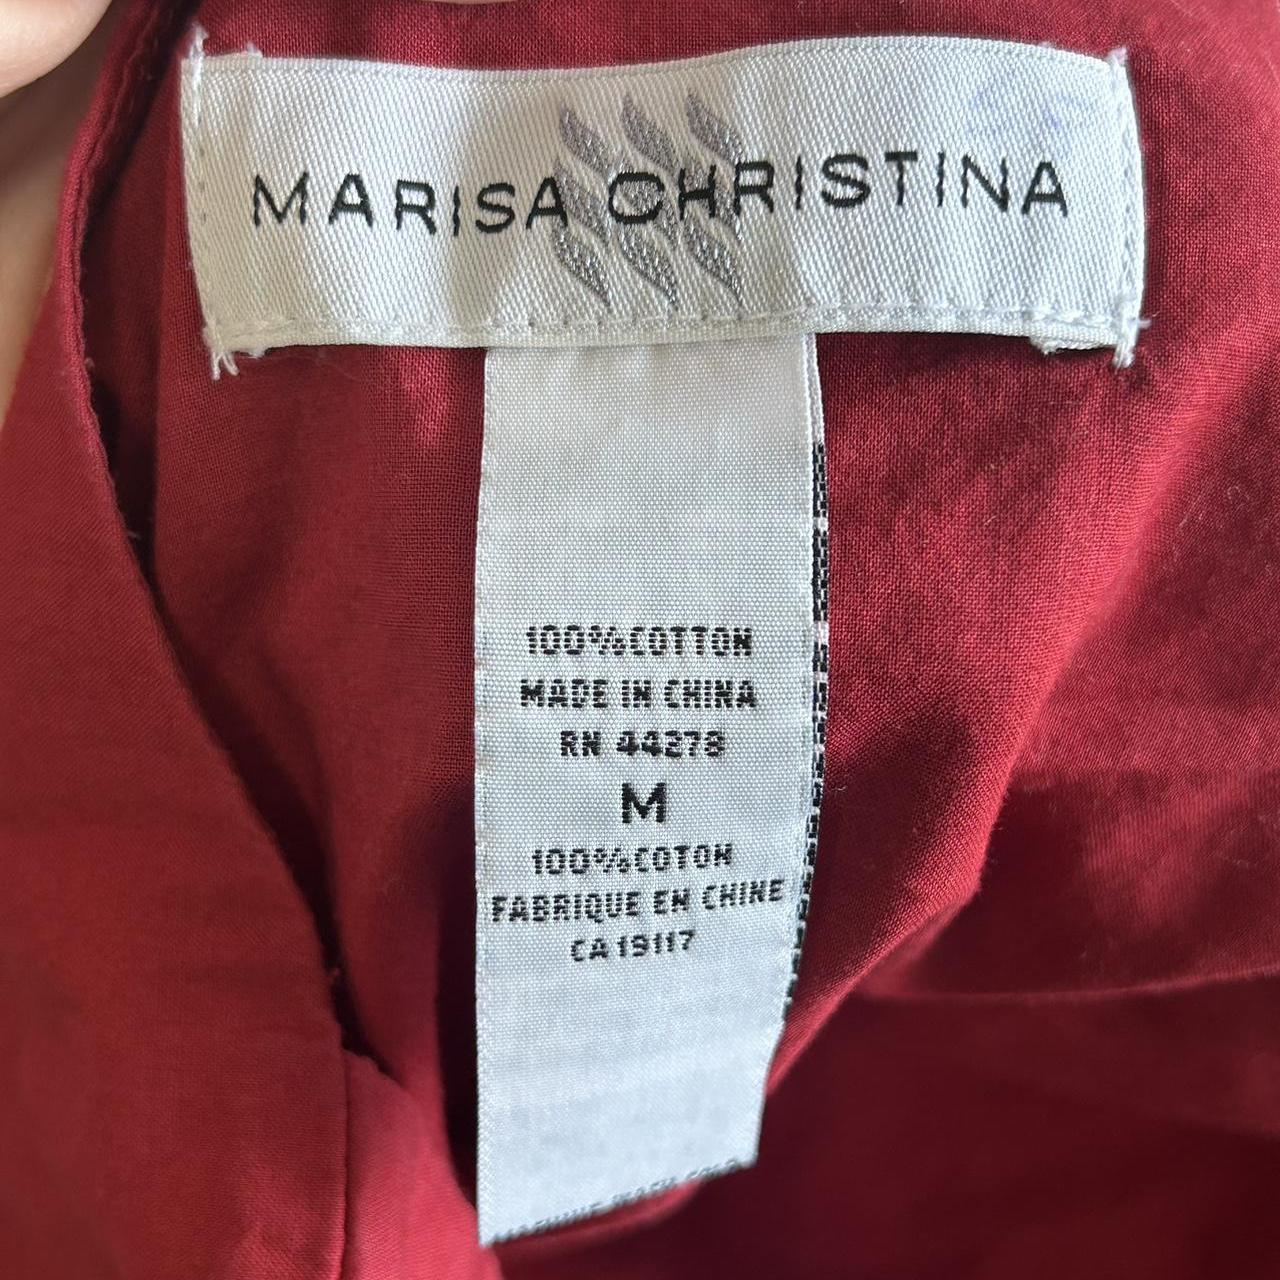 MARISA CHRISTINA
100% COTTON
MADE IN CHINA
RN 44278
M
100% COTON
FABRIQUE EN CHINE
CA 19117